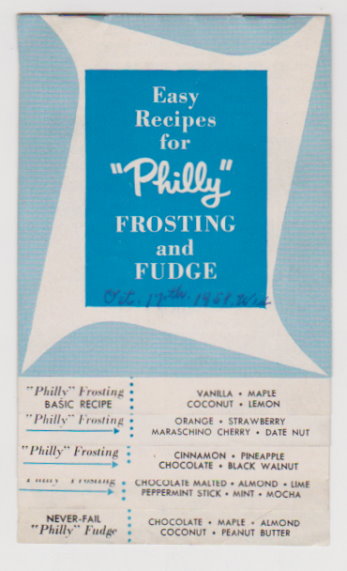 Easy
Recipes
for
"Philly"
FROSTING
and
FUDGE
Oct. 17th. 1961.
"Philly" Frosting
BASIC RECIPE
VANILLA • MAPLE
COCONUT • LEMON
"Philly" Frosting
ORANGE • STRAWBERRY
MARASCHINO CHERRY • DATE NUT
"Philly" Frosting
CINNAMON • PINEAPPLE
CHOCOLATE • BLACK WALNUT
"Philly" Frosting
CHOCOLATE MALTED • ALMOND • LIME
PEPPERMINT STICK • MINT • MOCHA
NEVER-FAIL
"Philly" Fudge
CHOCOLATE • MAPLE • ALMOND
COCONUT • PEANUT BUTTER